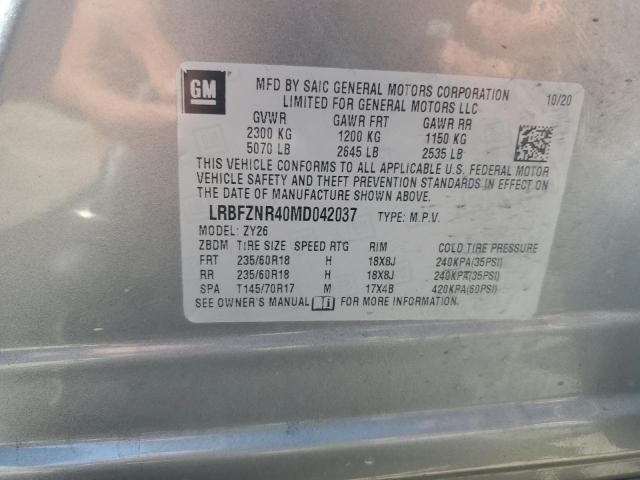 GM
MFD BY SAIC GENERAL MOTORS CORPORATION
LIMITED FOR GENERAL MOTORS LLC
10/20
GVWR GAWR FRT GAWR RR
2300 KG 1200 KG 1150 KG
5070 LB 2645 LB 2535 LB
THIS VEHICLE CONFORMS TO ALL APPLICABLE U.S. FEDERAL MOTOR
VEHICLE SAFETY AND THEFT PREVENTION STANDARDS IN EFFECT ON
THE DATE OF MANUFACTURE SHOWN ABOVE.
LRBFZNR40MD042037 TYPE: M.P.V.
MODEL: ZY26
ZBDM TIRE SIZE SPEED RTG RIM COLD TIRE PRESSURE
FRT 235/60R18 H 18X8J 240KPA(35PSI)
RR 235/60R18 H 18X8J 240KPA(35PSI)
SPA T145/70R17 M 17X4B 420KPA(60PSI)
SEE OWNER'S MANUAL FOR MORE INFORMATION